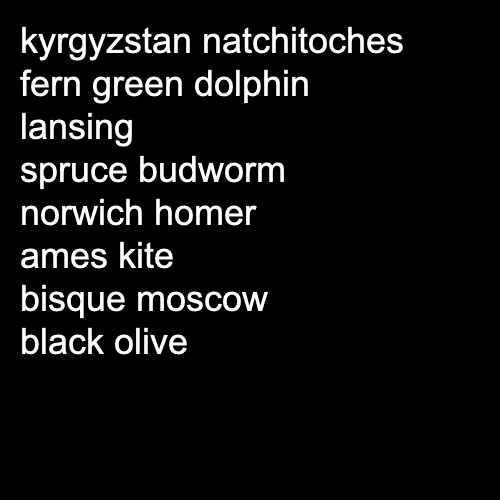 kyrgyzstan natchitoches
fern green dolphin
lansing
spruce budworm
norwich homer
ames kite
bisque moscow
black olive